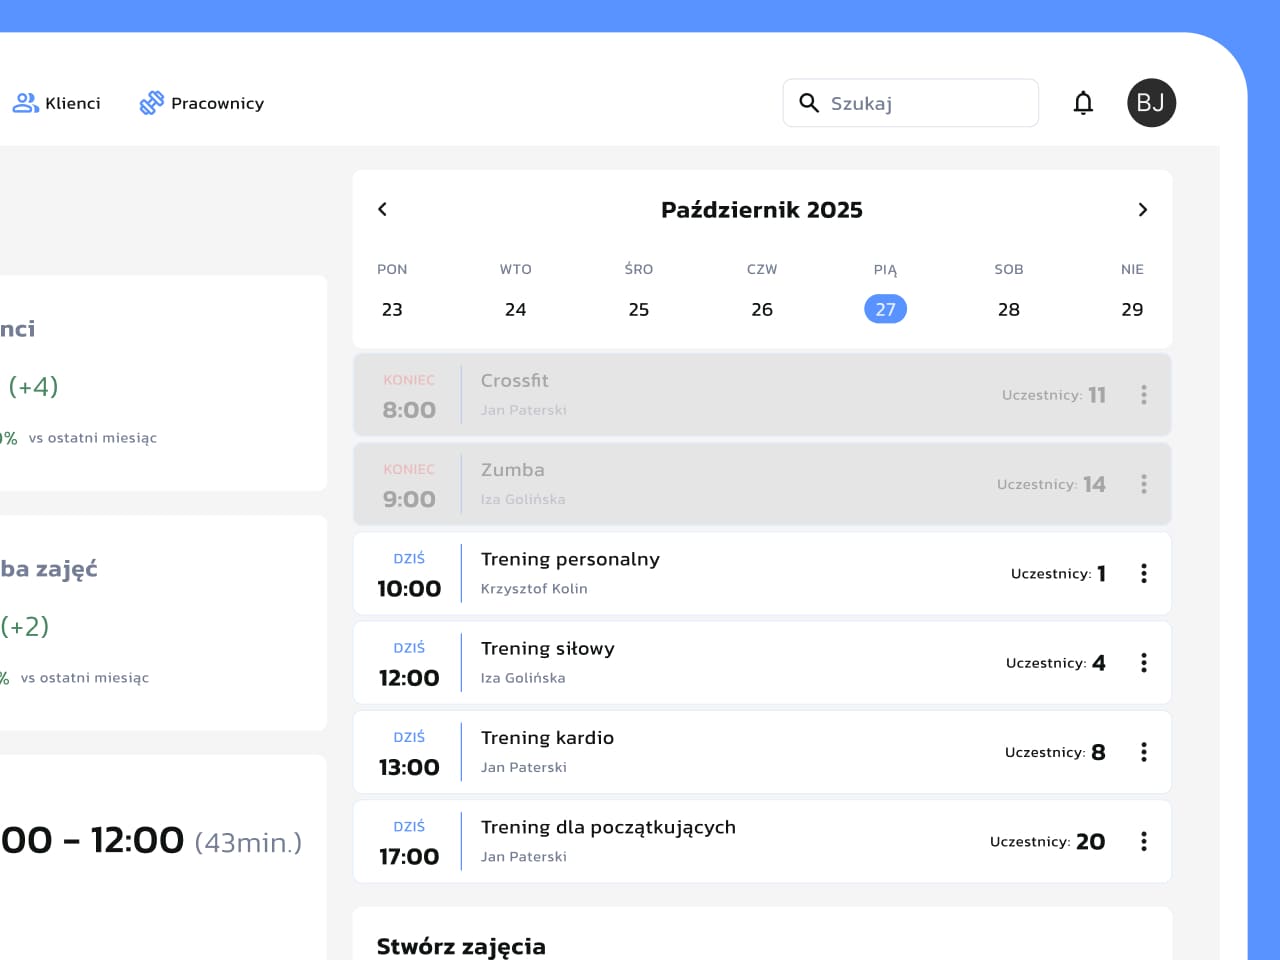 Klienci
Pracownicy
Szukaj
BJ
nci
(+4)
% vs ostatni miesiąc
ba zajęć
(+2)
% vs ostatni miesiąc
00 – 12:00 (43min.)
Październik 2025
PON WTO ŚRO CZW PIĄ SOB NIE
23 24 25 26 27 28 29
KONIEC
8:00
Crossfit
Jan Paterski
Uczestnicy: 11
KONIEC
9:00
Zumba
Iza Golińska
Uczestnicy: 14
DZIŚ
10:00
Trening personalny
Krzysztof Kolin
Uczestnicy: 1
DZIŚ
12:00
Trening siłowy
Iza Golińska
Uczestnicy: 4
DZIŚ
13:00
Trening kardio
Jan Paterski
Uczestnicy: 8
DZIŚ
17:00
Trening dla początkujących
Jan Paterski
Uczestnicy: 20
Stwórz zajęcia